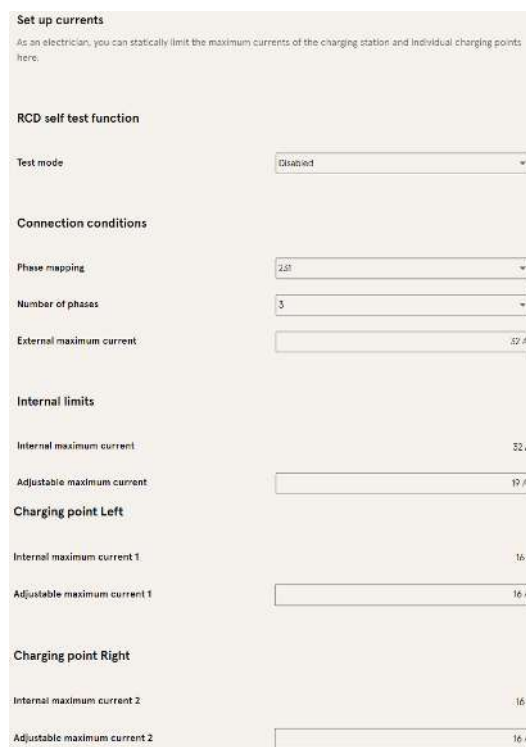 Set up currents
As an electrician, you can statically limit the maximum currents of the charging station and individual charging points
here.
RCD self test function
Test mode Disabled
Connection conditions
Phase mapping 231
Number of phases 3
External maximum current 32 A
Internal limits
Internal maximum current 32
Adjustable maximum current 19 A
Charging point Left
Internal maximum current 1 16
Adjustable maximum current 1 16 A
Charging point Right
Internal maximum current 2 16
Adjustable maximum current 2 16 A